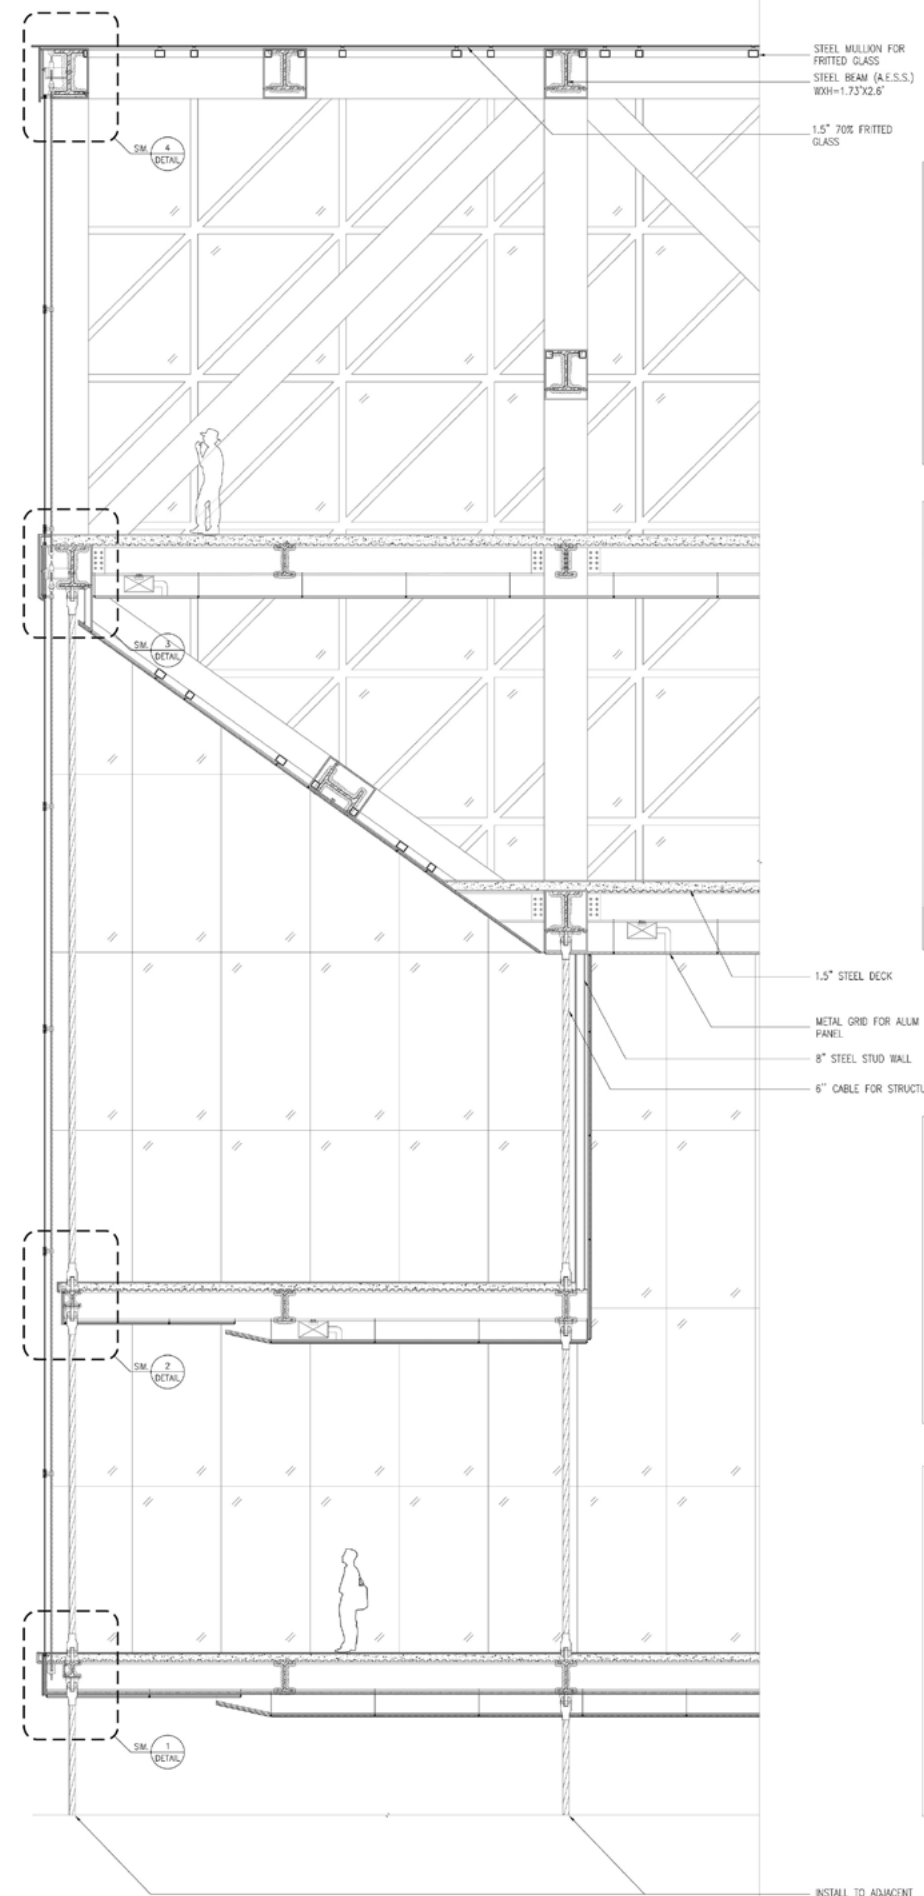 STEEL MULLION FOR
FRITTED GLASS
STEEL BEAM (A.E.S.S.)
WXH=1.73'X2.6'
1.5" 70% FRITTED
GLASS
SIM.
4
DETAIL
SIM.
3
DETAIL
1.5" STEEL DECK
METAL GRID FOR ALUM
PANEL
8" STEEL STUD WALL
6" CABLE FOR STRUCTU
SIM.
2
DETAIL
SIM.
1
DETAIL
INSTALL TO ADJACENT